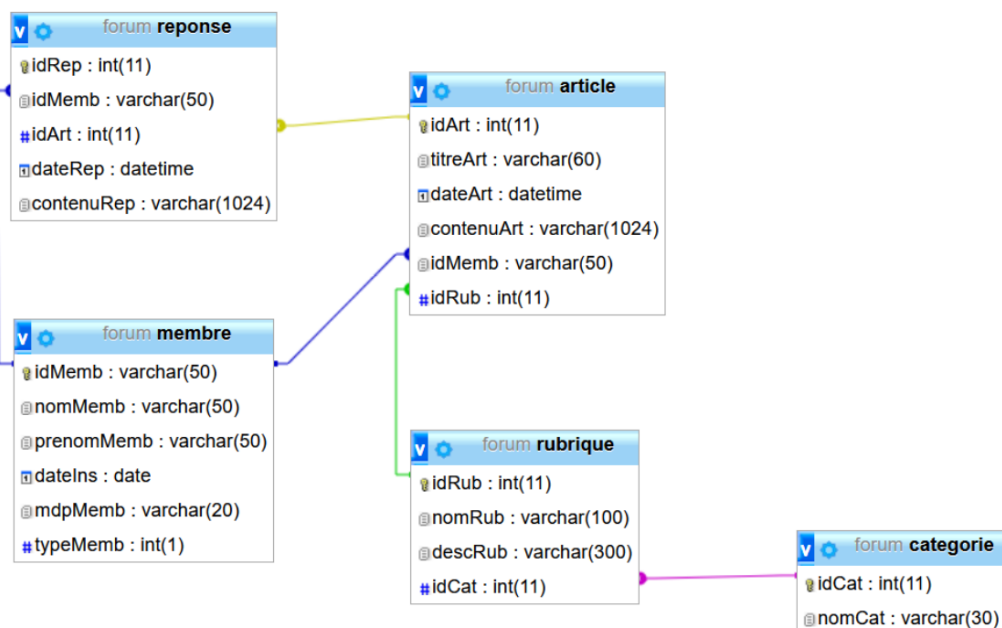 forum reponse
idRep : int(11)
idMemb : varchar(50)
idArt : int(11)
dateRep : datetime
contenuRep : varchar(1024)
forum article
idArt : int(11)
titreArt : varchar(60)
dateArt : datetime
contenuArt : varchar(1024)
idMemb : varchar(50)
idRub : int(11)
forum membre
idMemb : varchar(50)
nomMemb : varchar(50)
prenomMemb : varchar(50)
dateIns : date
mdpMemb : varchar(20)
typeMemb : int(1)
forum rubrique
idRub : int(11)
nomRub : varchar(100)
descRub : varchar(300)
idCat : int(11)
forum categorie
idCat : int(11)
nomCat : varchar(30)